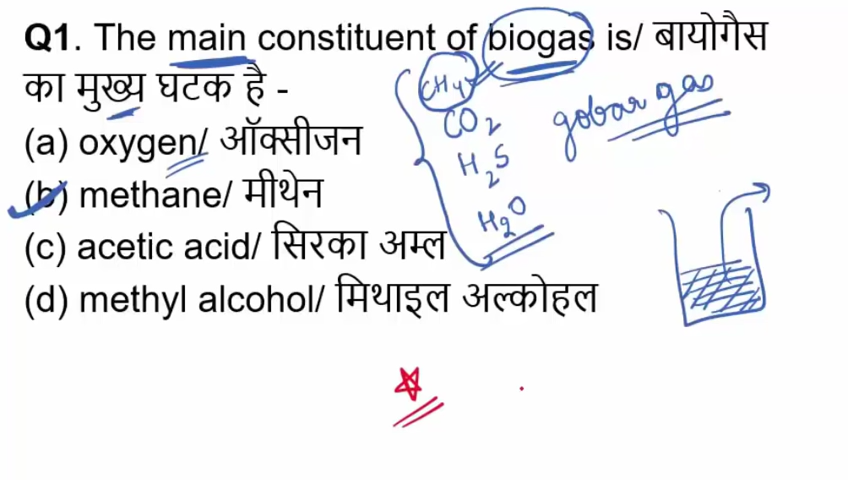 Q1. The main constituent of biogas is/ बायोगैस
का मुख्य घटक है -
(a) oxygen/ ऑक्सीजन
(b) methane/ मीथेन
(c) acetic acid/ सिरका अम्ल
(d) methyl alcohol/ मिथाइल अल्कोहल
CH4
CO2
H2S
H2O
gobar gas